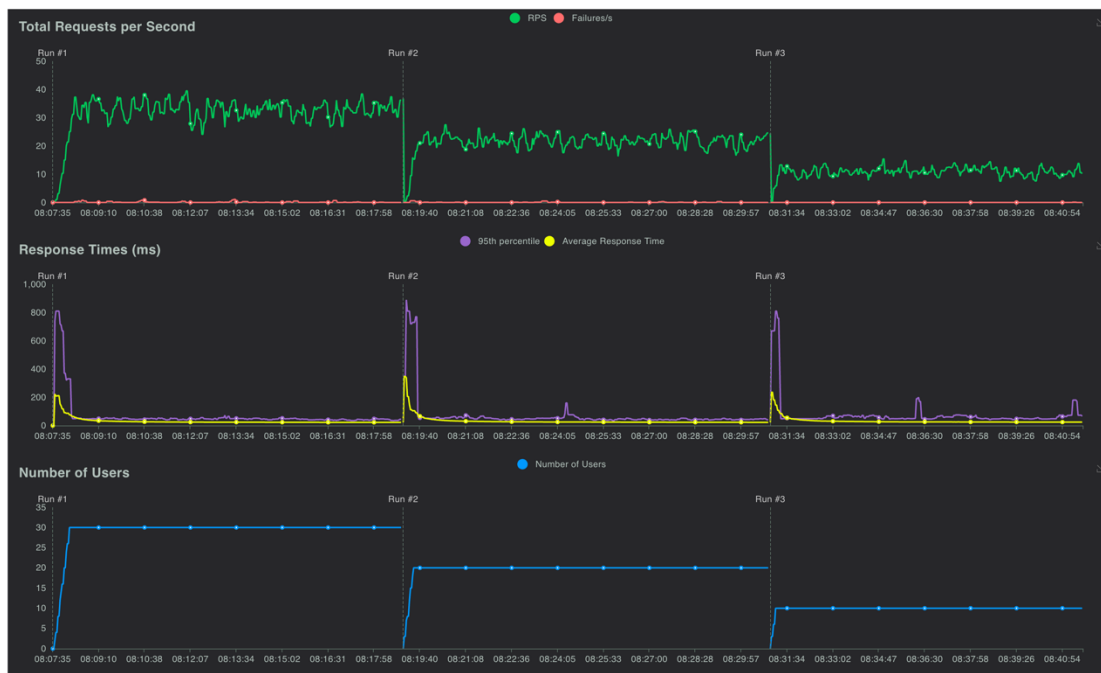 RPS Failures/s
Total Requests per Second
Run #1 Run #2 Run #3
50
40
30
20
10
0
08:07:35 08:09:10 08:10:38 08:12:07 08:13:34 08:15:02 08:16:31 08:17:58 08:19:40 08:21:08 08:22:36 08:24:05 08:25:33 08:27:00 08:28:28 08:29:57 08:31:34 08:33:02 08:34:47 08:36:30 08:37:58 08:39:26 08:40:54
95th percentile Average Response Time
Response Times (ms)
Run #1 Run #2 Run #3
1,000
800
600
400
200
0
08:07:35 08:09:10 08:10:38 08:12:07 08:13:34 08:15:02 08:16:31 08:17:58 08:19:40 08:21:08 08:22:36 08:24:05 08:25:33 08:27:00 08:28:28 08:29:57 08:31:34 08:33:02 08:34:47 08:36:30 08:37:58 08:39:26 08:40:54
Number of Users
Number of Users
Run #1 Run #2 Run #3
35
30
25
20
15
10
5
0
08:07:35 08:09:10 08:10:38 08:12:07 08:13:34 08:15:02 08:16:31 08:17:58 08:19:40 08:21:08 08:22:36 08:24:05 08:25:33 08:27:00 08:28:28 08:29:57 08:31:34 08:33:02 08:34:47 08:36:30 08:37:58 08:39:26 08:40:54